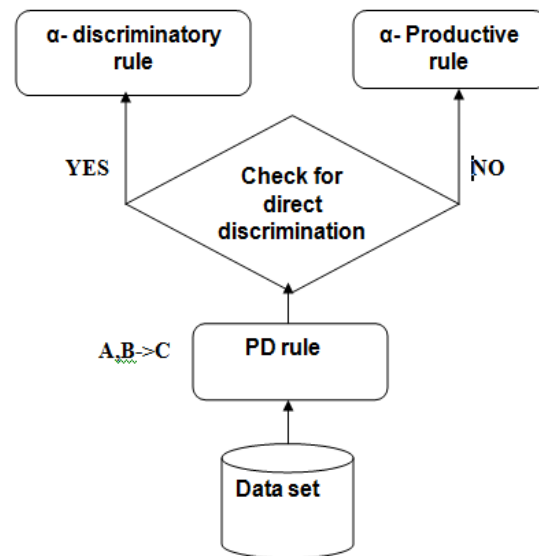 α- discriminatory
rule
α- Productive
rule
YES
NO
Check for
direct
discrimination
A,B->C
PD rule
Data set